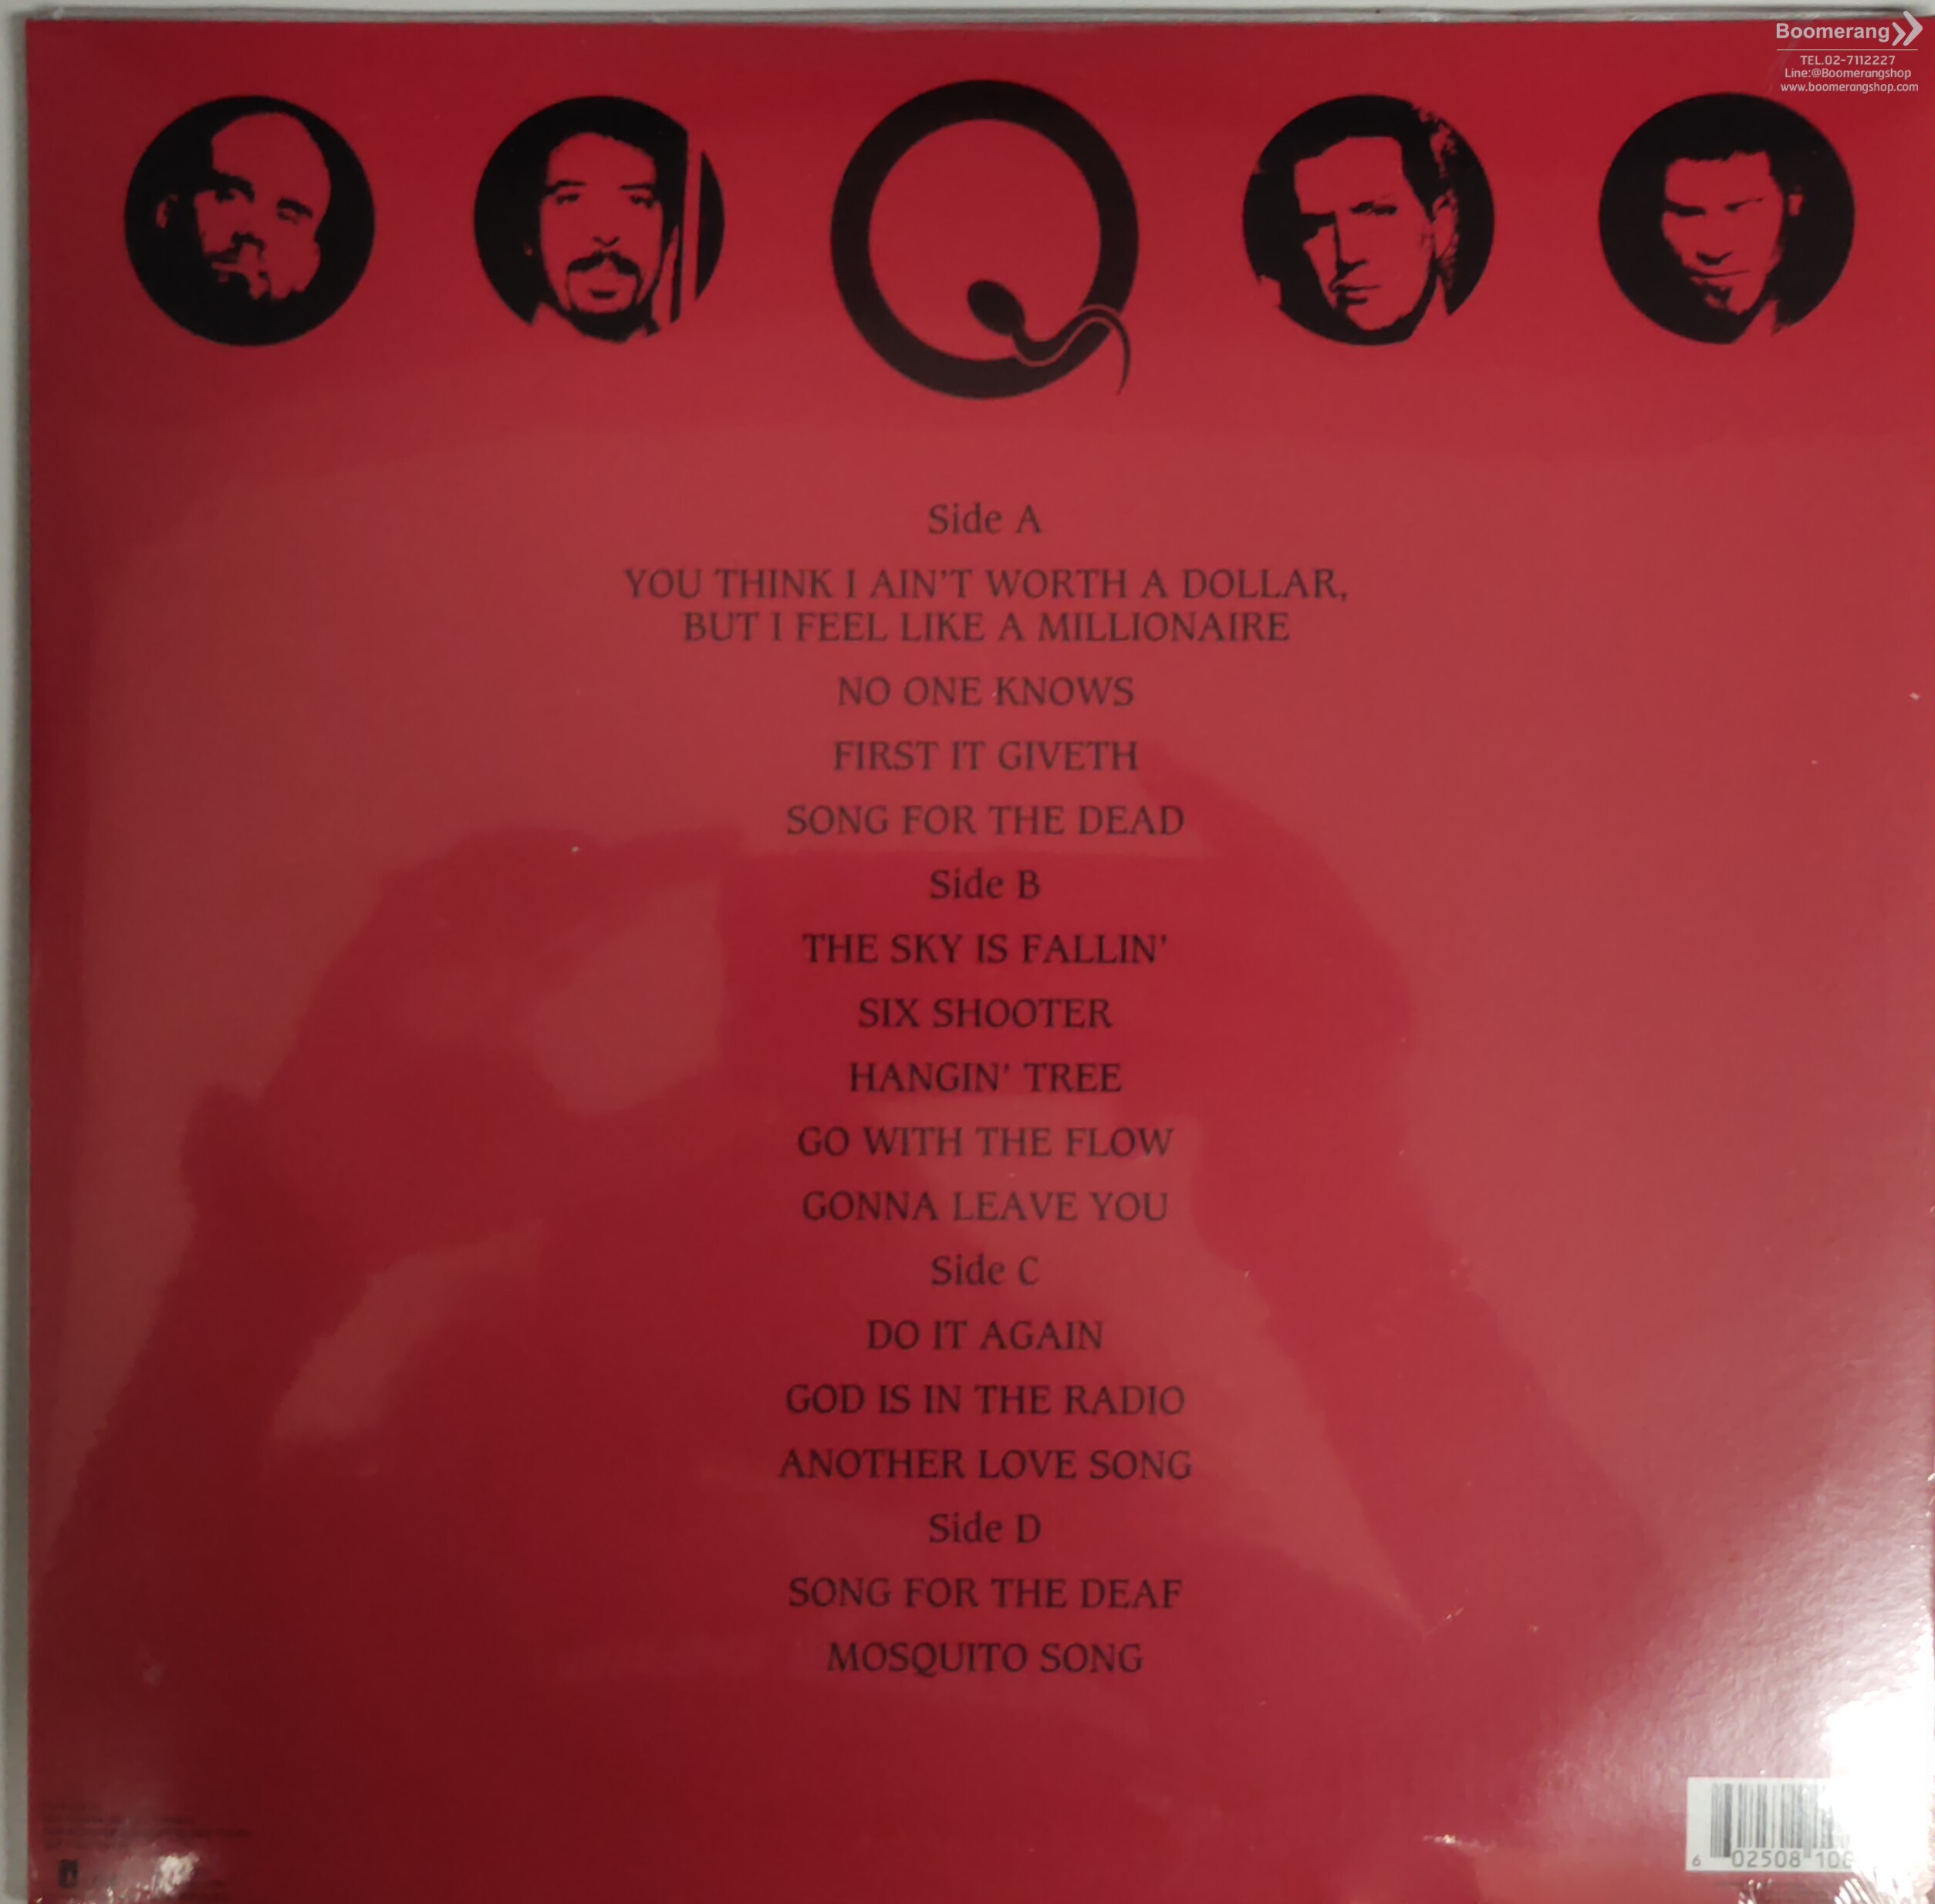 Boomerang
TEL.02-7112227
Line:@Boomerangshop
www.boomerangshop.com
Side A
YOU THINK I AIN'T WORTH A DOLLAR,
BUT I FEEL LIKE A MILLIONAIRE
NO ONE KNOWS
FIRST IT GIVETH
SONG FOR THE DEAD
Side B
THE SKY IS FALLIN'
SIX SHOOTER
HANGIN' TREE
GO WITH THE FLOW
GONNA LEAVE YOU
Side C
DO IT AGAIN
GOD IS IN THE RADIO
ANOTHER LOVE SONG
Side D
SONG FOR THE DEAF
MOSQUITO SONG
6 02508 10